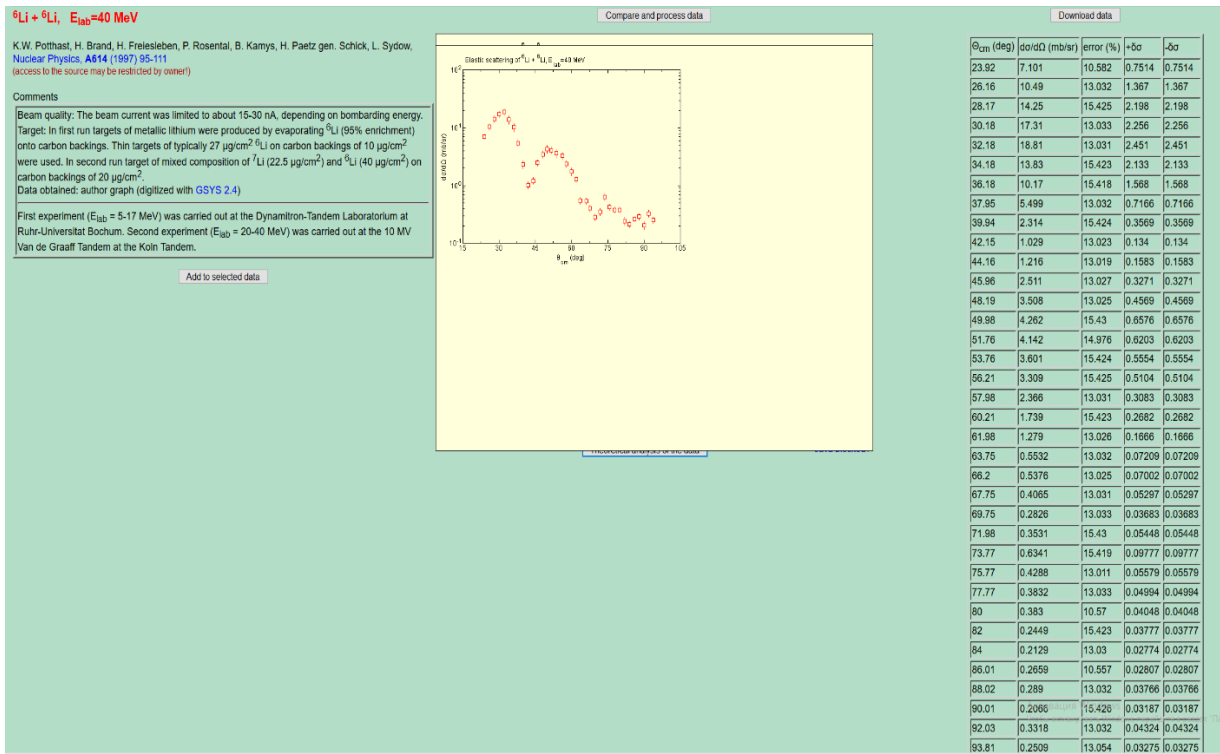 ⁶Li + ⁶Li, E_lab=40 MeV
Compare and process data
Download data
K.W. Potthast, H. Brand, H. Freiesleben, P. Rosental, B. Kamys, H. Paetz gen. Schick, L. Sydow,
Nuclear Physics, A614 (1997) 95-111
(access to the source may be restricted by owner!)
Comments
Beam quality: The beam current was limited to about 15-30 nA, depending on bombarding energy.
Target: In first run targets of metallic lithium were produced by evaporating ⁶Li (95% enrichment)
onto carbon backings. Thin targets of typically 27 μg/cm² ⁶Li on carbon backings of 10 μg/cm²
were used. In second run target of mixed composition of ⁷Li (22.5 μg/cm²) and ⁶Li (40 μg/cm²) on
carbon backings of 20 μg/cm².
Data obtained: author graph (digitized with GSYS 2.4)
First experiment (E_lab = 5-17 MeV) was carried out at the Dynamitron-Tandem Laboratorium at
Ruhr-Universitat Bochum. Second experiment (E_lab = 20-40 MeV) was carried out at the 10 MV
Van de Graaff Tandem at the Koln Tandem.
Add to selected data
Elastic scattering of ⁶Li + ⁶Li, E_lab=40 MeV
10²
10¹
10⁰
10⁻¹
dσ/dΩ (mb/sr)
15 30 45 60 75 90 105
θ_cm (deg)
Theoretical analysis of the data
Θcm (deg) dσ/dΩ (mb/sr) error (%) +δσ -δσ
23.92 7.101 10.582 0.7514 0.7514
26.16 10.49 13.032 1.367 1.367
28.17 14.25 15.425 2.198 2.198
30.18 17.31 13.033 2.256 2.256
32.18 18.81 13.031 2.451 2.451
34.18 13.83 15.423 2.133 2.133
36.18 10.17 15.418 1.568 1.568
37.95 5.499 13.032 0.7166 0.7166
39.94 2.314 15.424 0.3569 0.3569
42.15 1.029 13.023 0.134 0.134
44.16 1.216 13.019 0.1583 0.1583
45.96 2.511 13.027 0.3271 0.3271
48.19 3.508 13.025 0.4569 0.4569
49.98 4.262 15.43 0.6576 0.6576
51.76 4.142 14.976 0.6203 0.6203
53.76 3.601 15.424 0.5554 0.5554
56.21 3.309 15.425 0.5104 0.5104
57.98 2.366 13.031 0.3083 0.3083
60.21 1.739 15.423 0.2682 0.2682
61.98 1.279 13.026 0.1666 0.1666
63.75 0.5532 13.032 0.07209 0.07209
66.2 0.5376 13.025 0.07002 0.07002
67.75 0.4065 13.031 0.05297 0.05297
69.75 0.2826 13.033 0.03683 0.03683
71.98 0.3531 15.43 0.05448 0.05448
73.77 0.6341 15.419 0.09777 0.09777
75.77 0.4288 13.011 0.05579 0.05579
77.77 0.3832 13.033 0.04994 0.04994
80 0.383 10.57 0.04048 0.04048
82 0.2449 15.423 0.03777 0.03777
84 0.2129 13.03 0.02774 0.02774
86.01 0.2659 10.557 0.02807 0.02807
88.02 0.289 13.032 0.03766 0.03766
90.01 0.2066 15.426 0.03187 0.03187
92.03 0.3318 13.032 0.04324 0.04324
93.81 0.2509 13.054 0.03275 0.03275